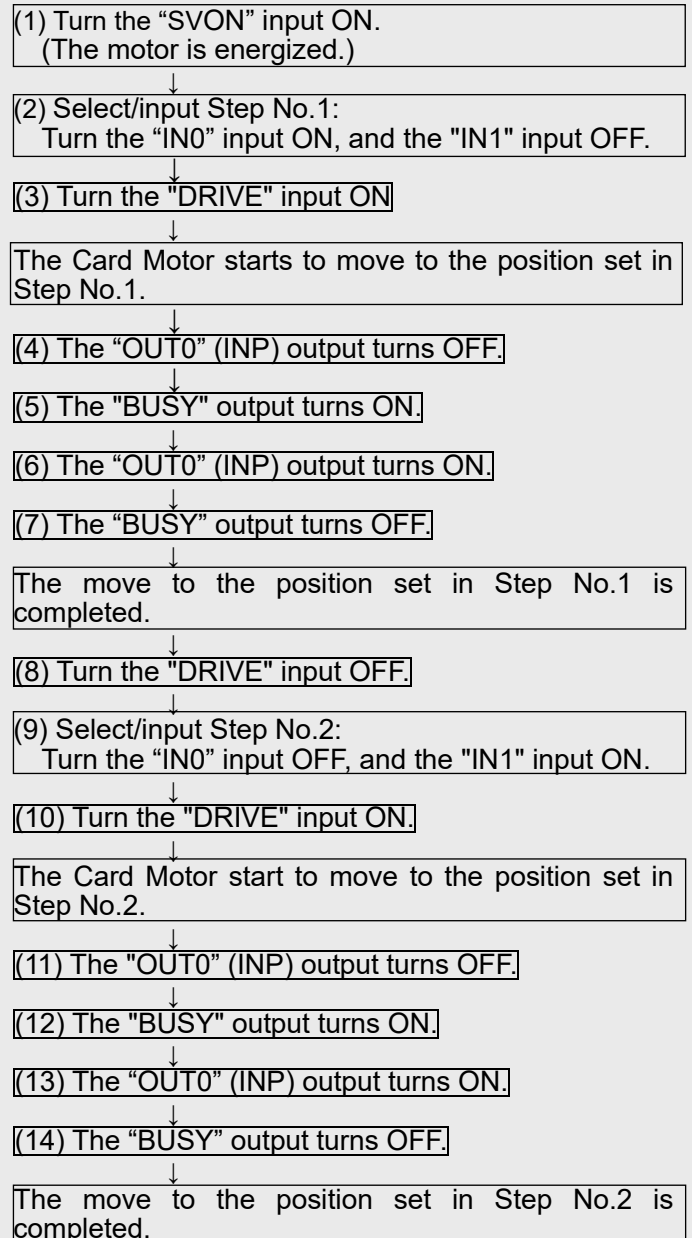 (1) Turn the “SVON” input ON.
(The motor is energized.)
↓
(2) Select/input Step No.1:
Turn the “IN0” input ON, and the "IN1" input OFF.
↓
(3) Turn the "DRIVE" input ON
↓
The Card Motor starts to move to the position set in
Step No.1.
↓
(4) The “OUT0” (INP) output turns OFF.
↓
(5) The "BUSY" output turns ON.
↓
(6) The “OUT0” (INP) output turns ON.
↓
(7) The “BUSY” output turns OFF.
↓
The move to the position set in Step No.1 is
completed.
↓
(8) Turn the "DRIVE" input OFF.
↓
(9) Select/input Step No.2:
Turn the “IN0” input OFF, and the "IN1" input ON.
↓
(10) Turn the "DRIVE" input ON.
↓
The Card Motor start to move to the position set in
Step No.2.
↓
(11) The "OUT0” (INP) output turns OFF.
↓
(12) The "BUSY" output turns ON.
↓
(13) The “OUT0” (INP) output turns ON.
↓
(14) The “BUSY” output turns OFF.
↓
The move to the position set in Step No.2 is
completed.